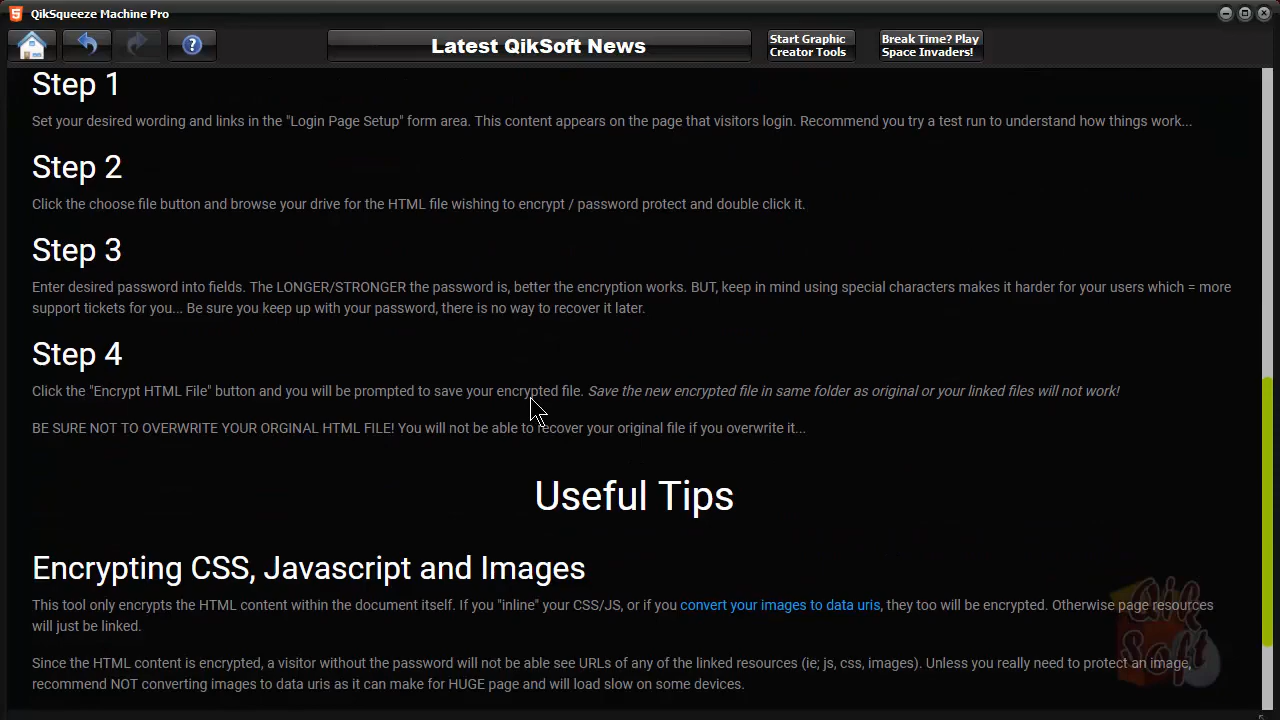 QikSqueeze Machine Pro
Latest QikSoft News
Start Graphic
Creator Tools
Break Time? Play
Space Invaders!
Step 1
Set your desired wording and links in the "Login Page Setup" form area. This content appears on the page that visitors login. Recommend you try a test run to understand how things work...
Step 2
Click the choose file button and browse your drive for the HTML file wishing to encrypt / password protect and double click it.
Step 3
Enter desired password into fields. The LONGER/STRONGER the password is, better the encryption works. BUT, keep in mind using special characters makes it harder for your users which = more
support tickets for you... Be sure you keep up with your password, there is no way to recover it later.
Step 4
Click the "Encrypt HTML File" button and you will be prompted to save your encrypted file. Save the new encrypted file in same folder as original or your linked files will not work!
BE SURE NOT TO OVERWRITE YOUR ORGINAL HTML FILE! You will not be able to recover your original file if you overwrite it...
Useful Tips
Encrypting CSS, Javascript and Images
This tool only encrypts the HTML content within the document itself. If you "inline" your CSS/JS, or if you convert your images to data uris, they too will be encrypted. Otherwise page resources
will just be linked.
Since the HTML content is encrypted, a visitor without the password will not be able see URLs of any of the linked resources (ie; js, css, images). Unless you really need to protect an image,
recommend NOT converting images to data uris as it can make for HUGE page and will load slow on some devices.
Qik
Soft